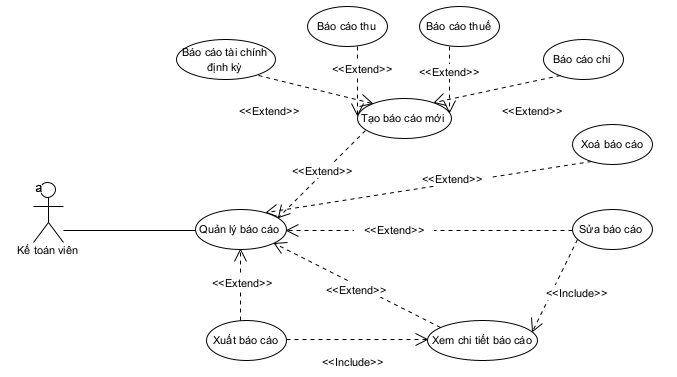 Báo cáo thu
Báo cáo thuế
Báo cáo tài chính
định kỳ
Báo cáo chi
<<Extend>>
<<Extend>>
<<Extend>>
<<Extend>>
Tạo báo cáo mới
Xoá báo cáo
<<Extend>>
<<Extend>>
a
Kế toán viên
Quản lý báo cáo
<<Extend>>
Sửa báo cáo
<<Extend>>
<<Extend>>
<<Include>>
Xuất báo cáo
Xem chi tiết báo cáo
<<Include>>